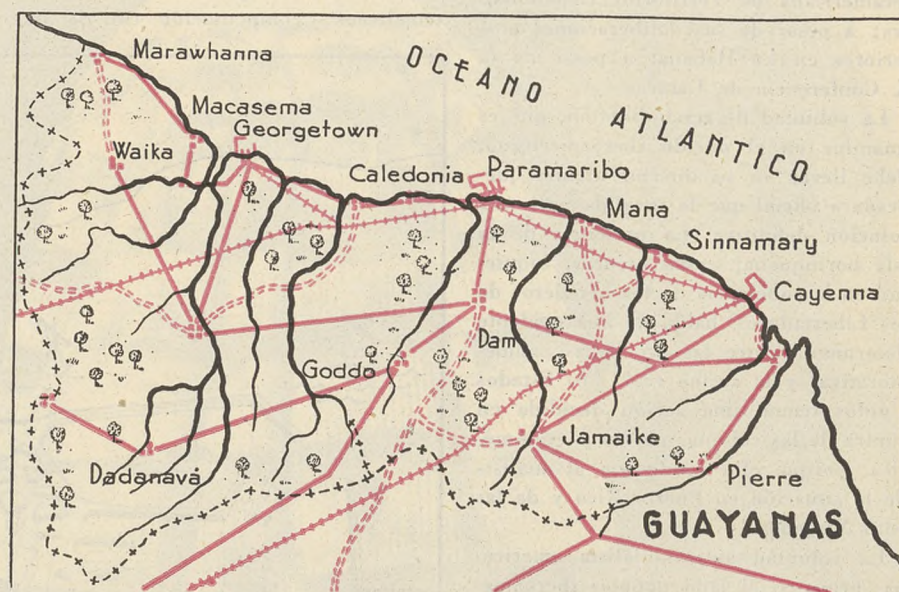 Marawhanna
OCEANO
ATLANTICO
Macasema
Georgetown
Waika
Caledonia
Paramaribo
Mana
Sinnamary
Cayenna
Dam
Goddo
Jamaike
Dadanavá
Pierre
GUAYANAS